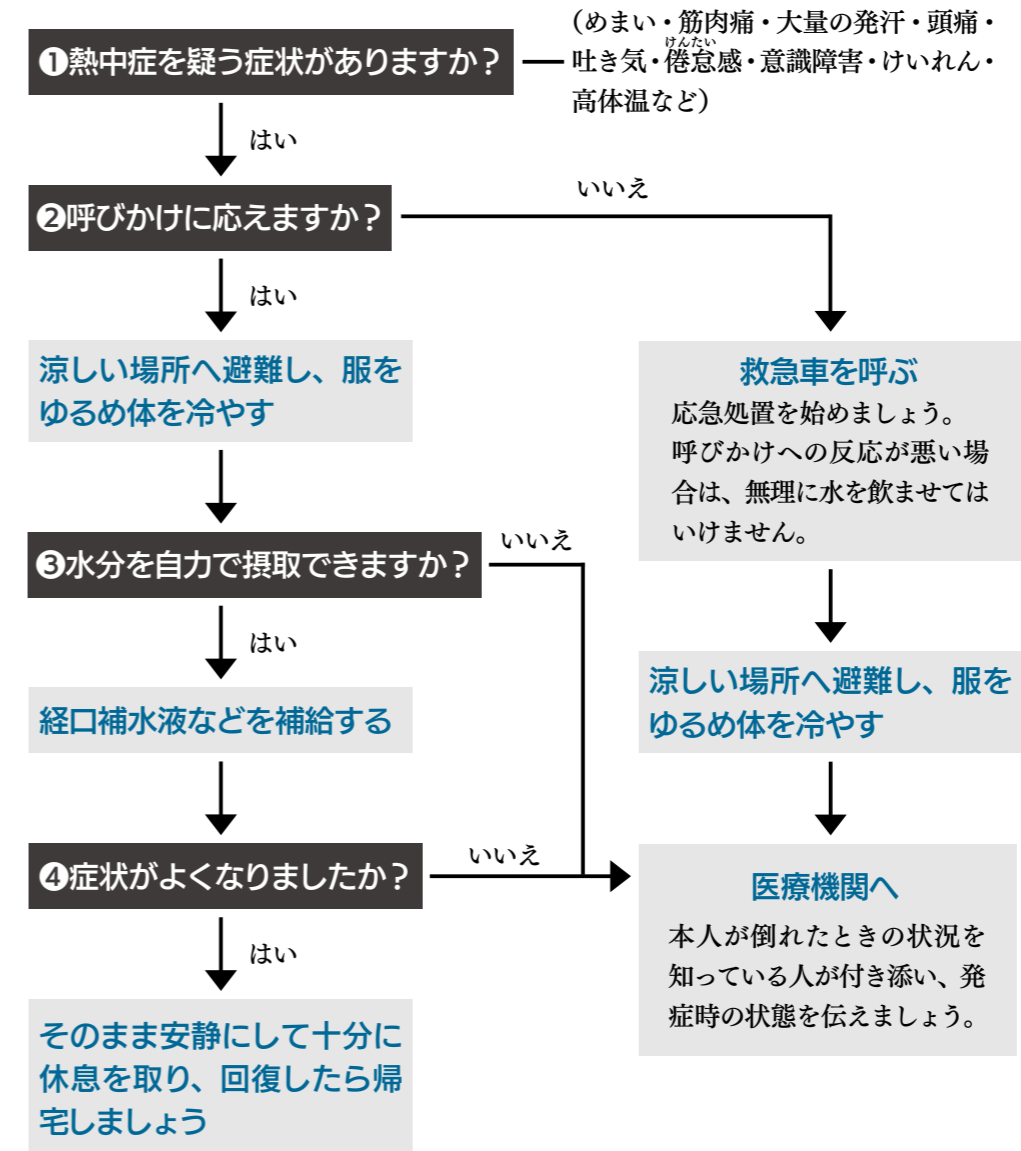 ❶熱中症を疑う症状がありますか？
（めまい・筋肉痛・大量の発汗・頭痛・
けんたい
吐き気・倦怠感・意識障害・けいれん・
高体温など）
はい
❷呼びかけに応えますか？
いいえ
はい
涼しい場所へ避難し、服を
ゆるめ体を冷やす
救急車を呼ぶ
応急処置を始めましょう。
呼びかけへの反応が悪い場
合は、無理に水を飲ませては
いけません。
❸水分を自力で摂取できますか？
いいえ
はい
経口補水液などを補給する
涼しい場所へ避難し、服を
ゆるめ体を冷やす
❹症状がよくなりましたか？
いいえ
はい
医療機関へ
本人が倒れたときの状況を
知っている人が付き添い、発
症時の状態を伝えましょう。
そのまま安静にして十分に
休息を取り、回復したら帰
宅しましょう